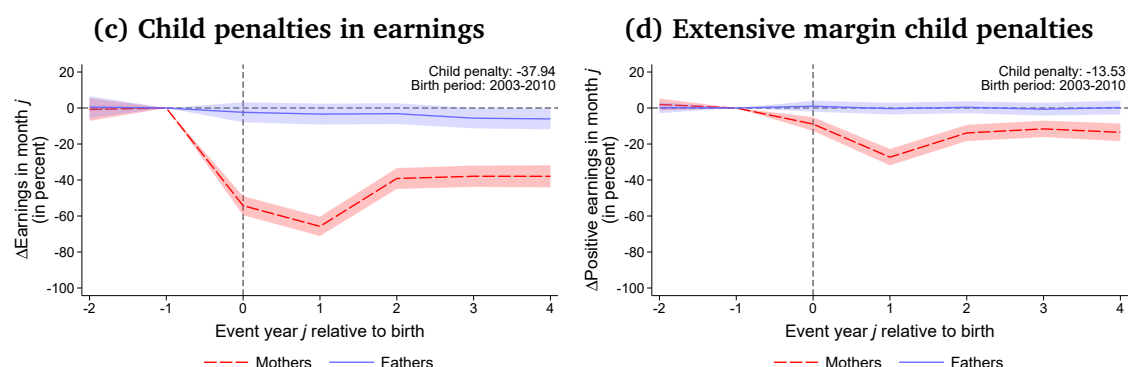 (c) Child penalties in earnings
Child penalty: -37.94
Birth period: 2003-2010
ΔEarnings in month j
(in percent)
20
0
-20
-40
-60
-80
-100
-2 -1 0 1 2 3 4
Event year j relative to birth
Mothers Fathers
(d) Extensive margin child penalties
Child penalty: -13.53
Birth period: 2003-2010
ΔPositive earnings in month j
(in percent)
20
0
-20
-40
-60
-80
-100
-2 -1 0 1 2 3 4
Event year j relative to birth
Mothers Fathers